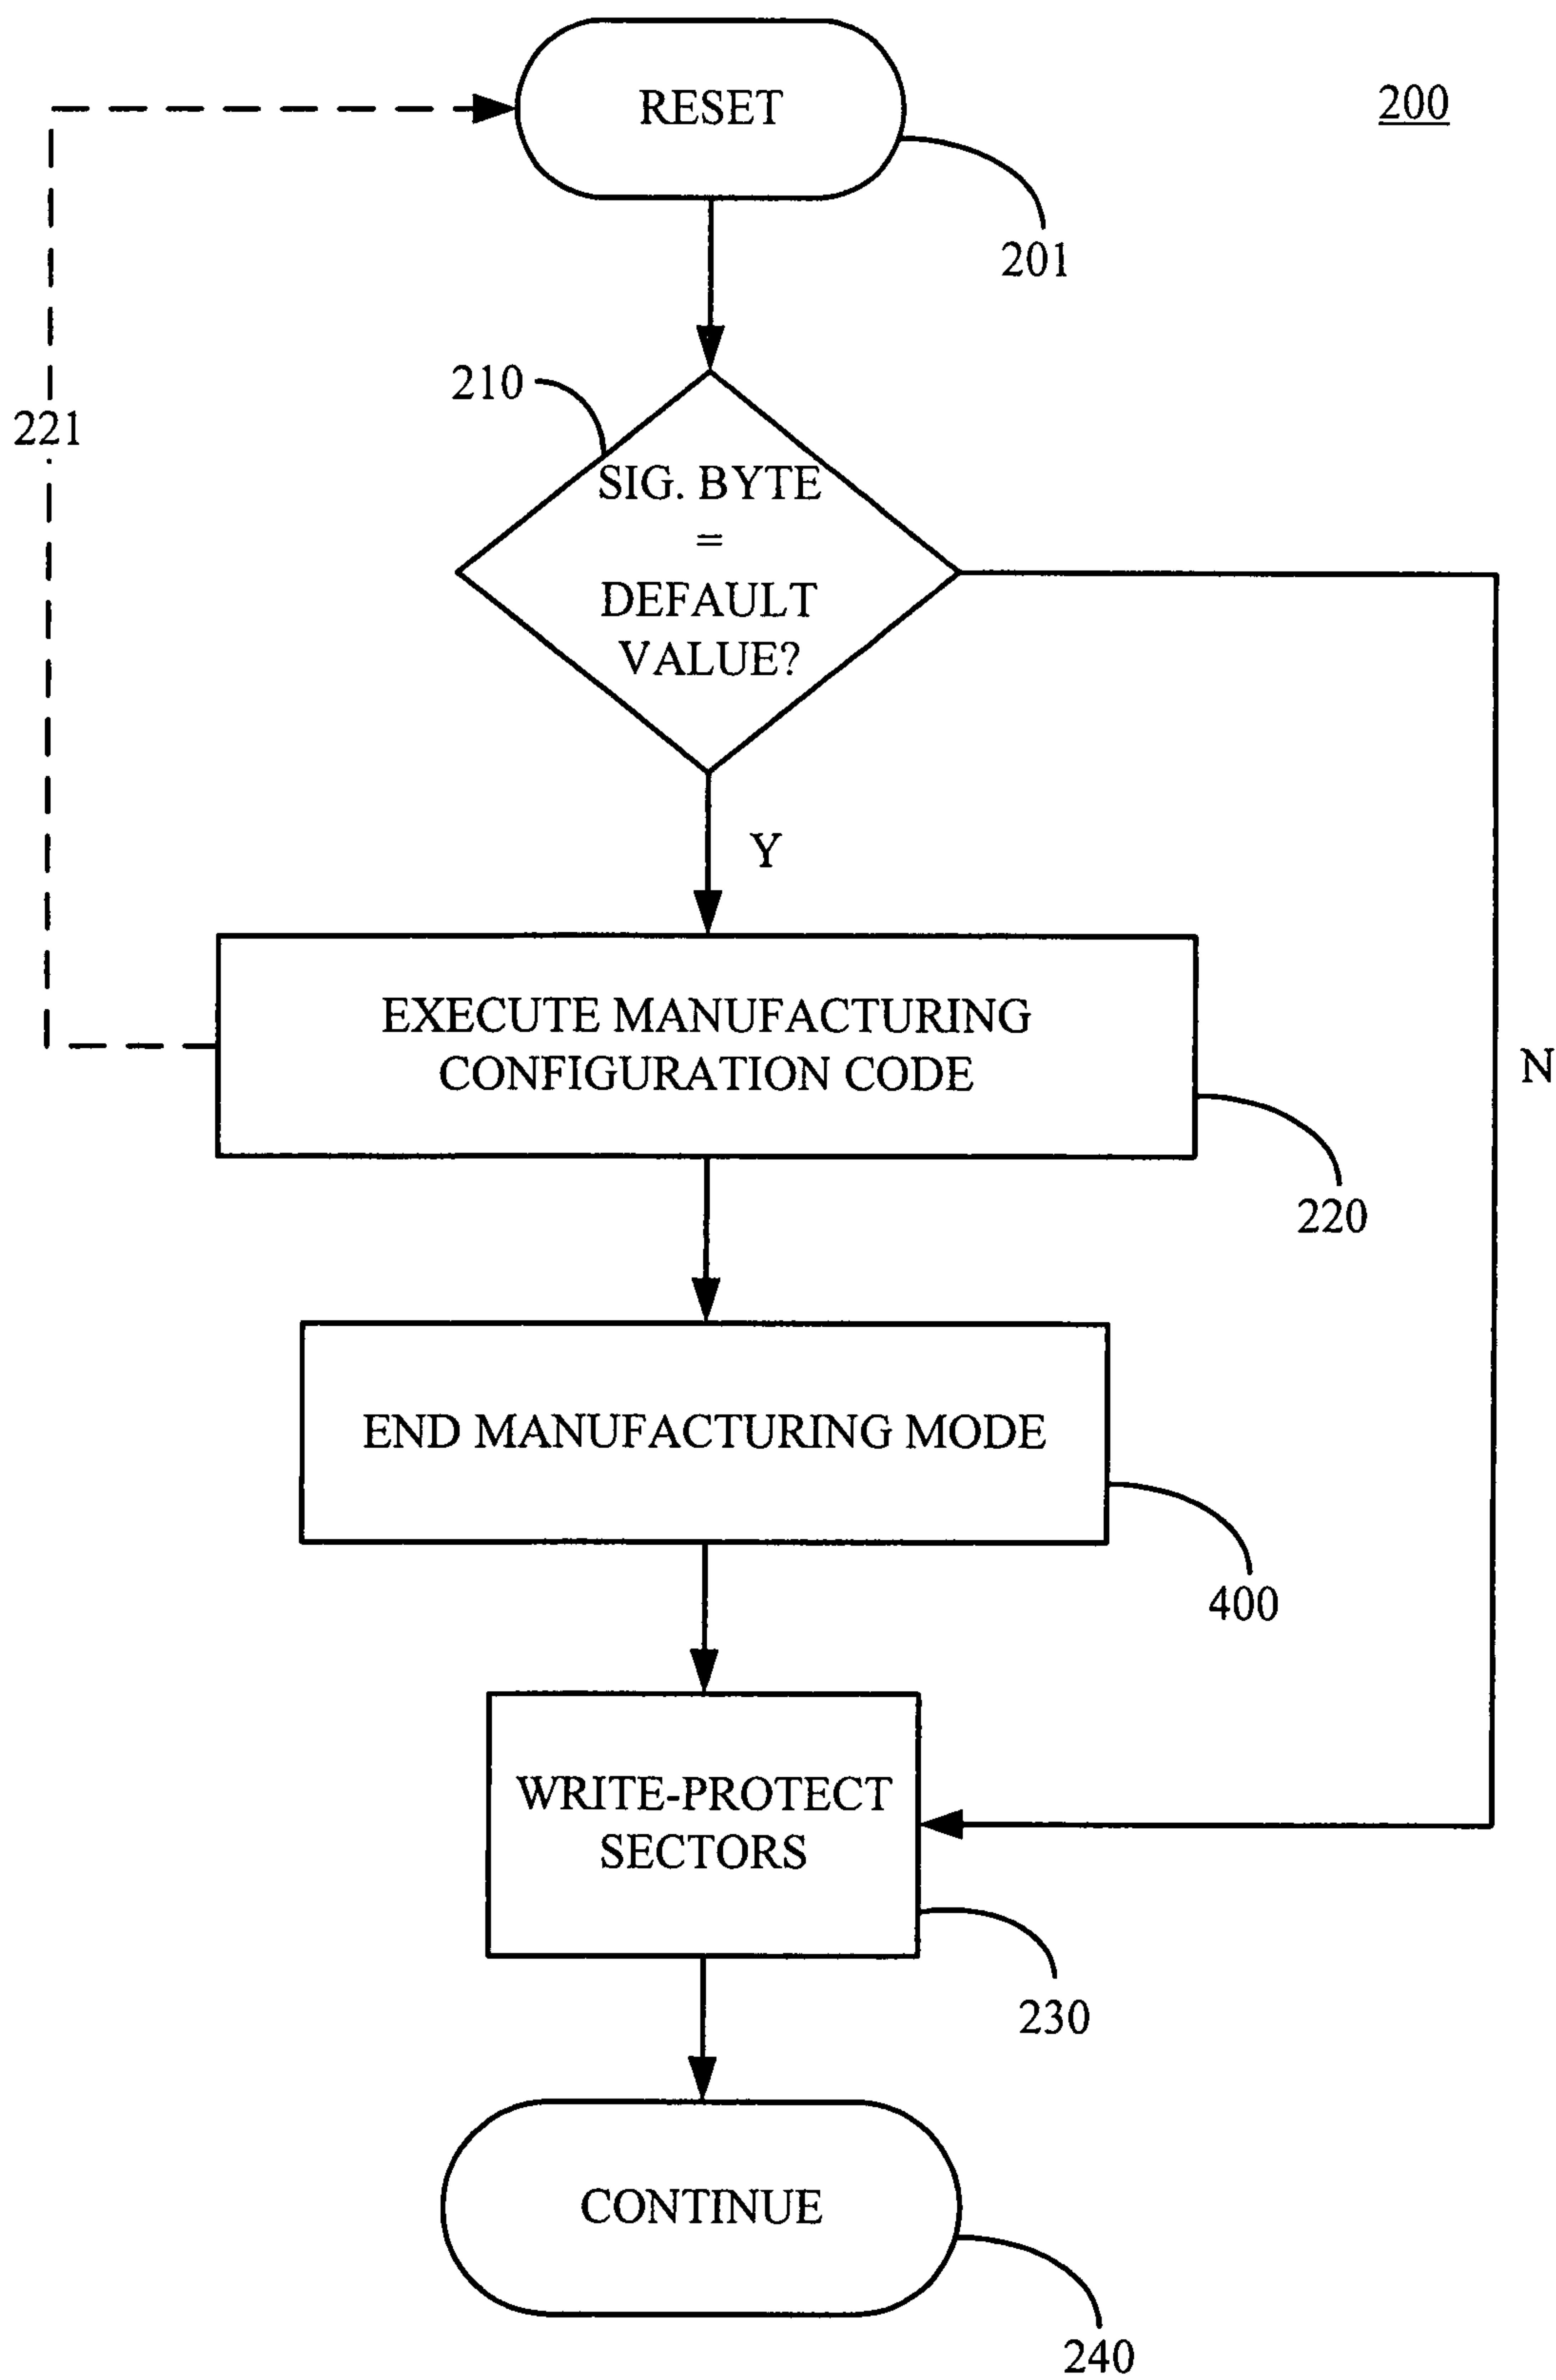 RESET
200
201
210
221
SIG. BYTE
=
DEFAULT
VALUE?
Y
EXECUTE MANUFACTURING
CONFIGURATION CODE
N
220
END MANUFACTURING MODE
400
WRITE-PROTECT
SECTORS
230
CONTINUE
240